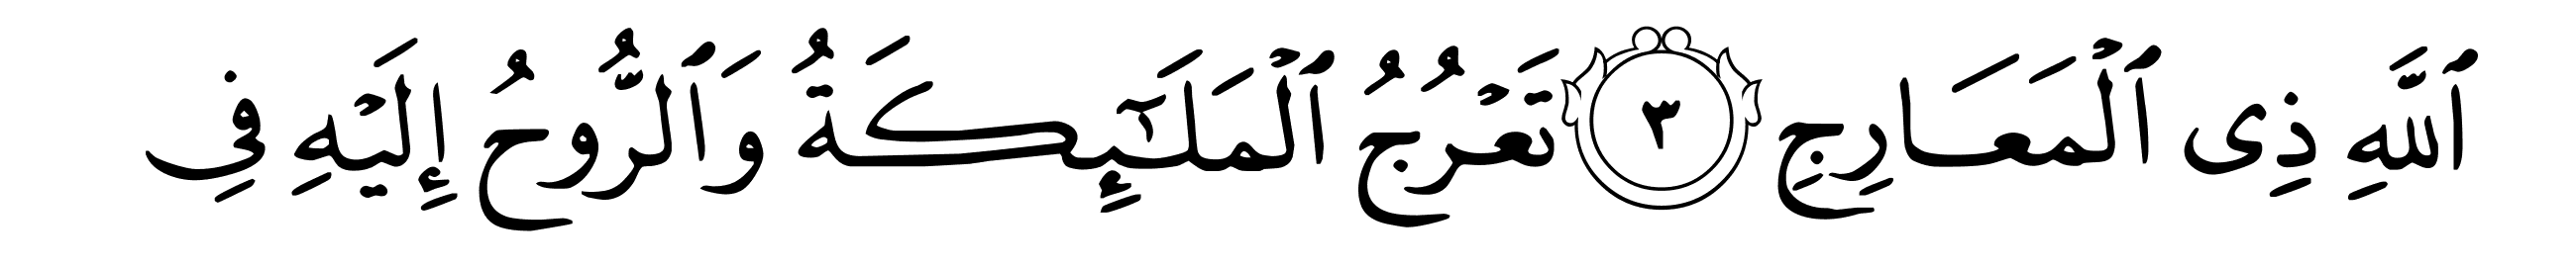 ٱللَّهِ ذِى ٱلْمَعَارِجِ ٣ تَعْرُجُ ٱلْمَلَـٰٓئِكَةُ وَٱلرُّوحُ إِلَيْهِ فِى